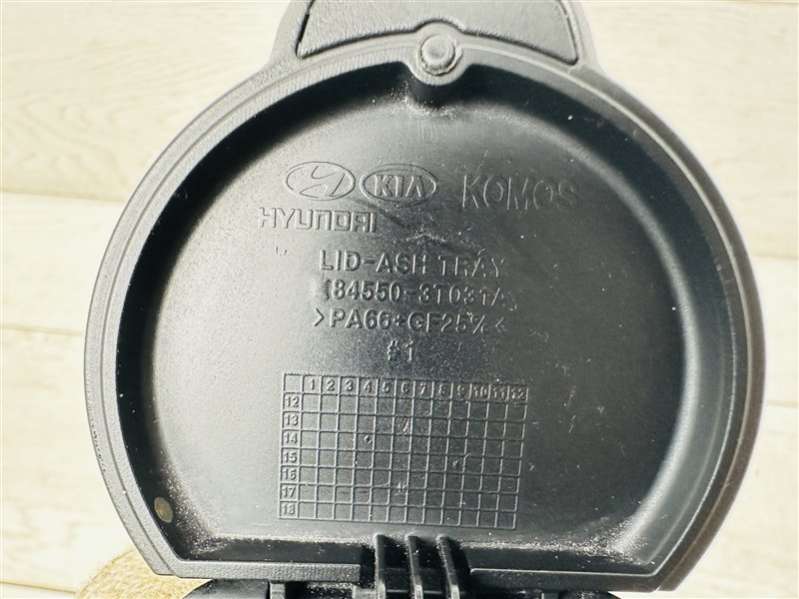 KIA KOMOS
HYUNDAI
LID-ASH TRAY
(84550-3T031A)
>PA66+GF25%<
#1
1 2 3 4 5 6 7 8 9 10 11 12
12
13
14
15
16
17
18